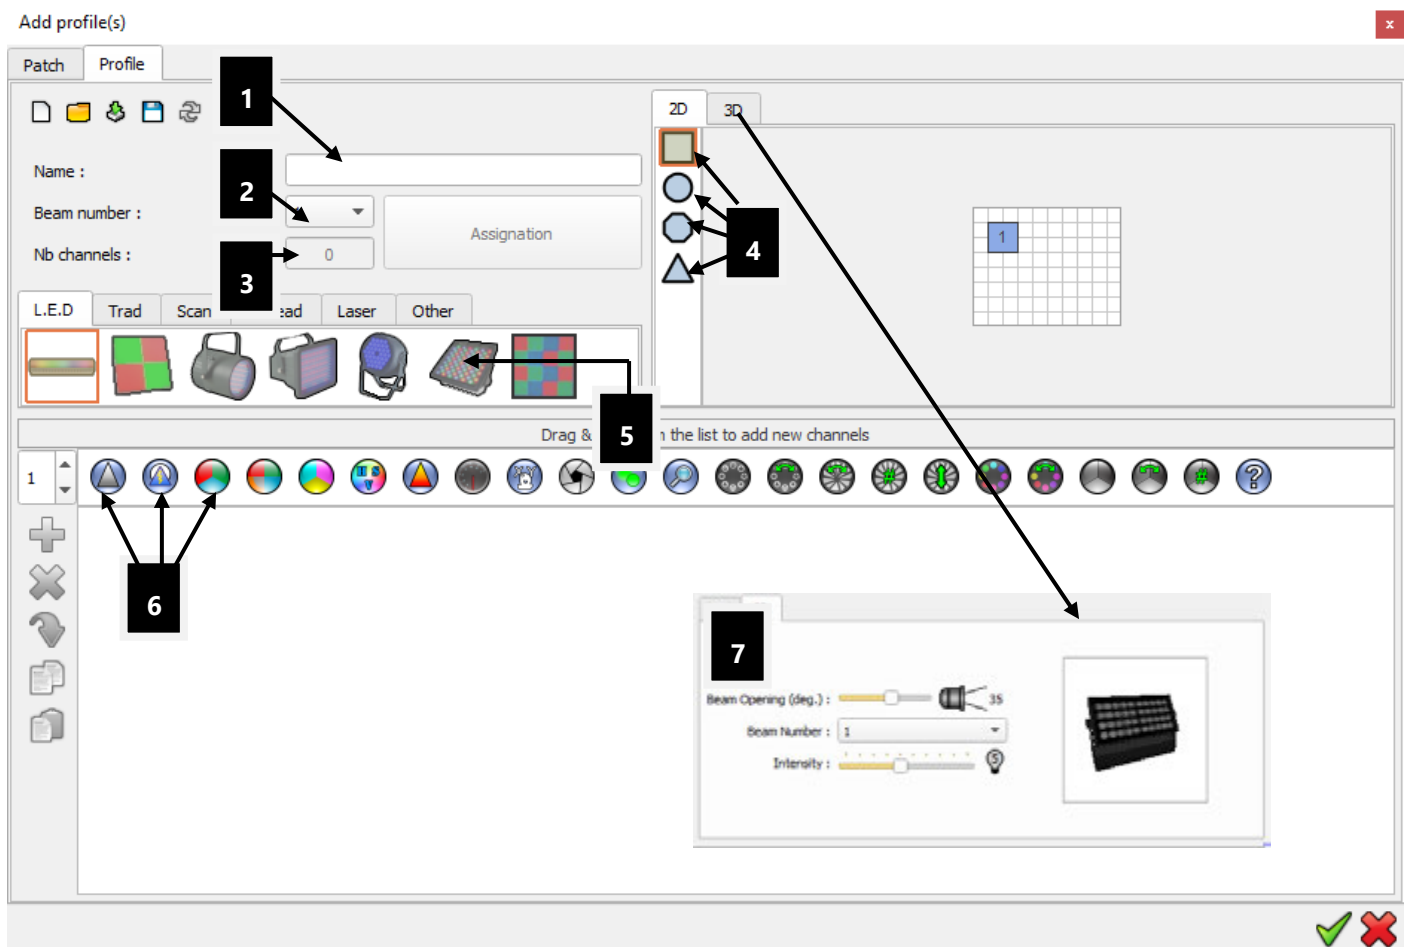 Add profile(s)
x
Patch
Profile
1
2D
3D
Name :
2
Beam number :
Assignation
4
1
Nb channels :
0
3
L.E.D
Trad
Scan
ead
Laser
Other
5
Drag & n the list to add new channels
1
H S V
#
#
?
6
7
Beam Opening (deg.) :
35
Beam Number :
1
Intensity :
5